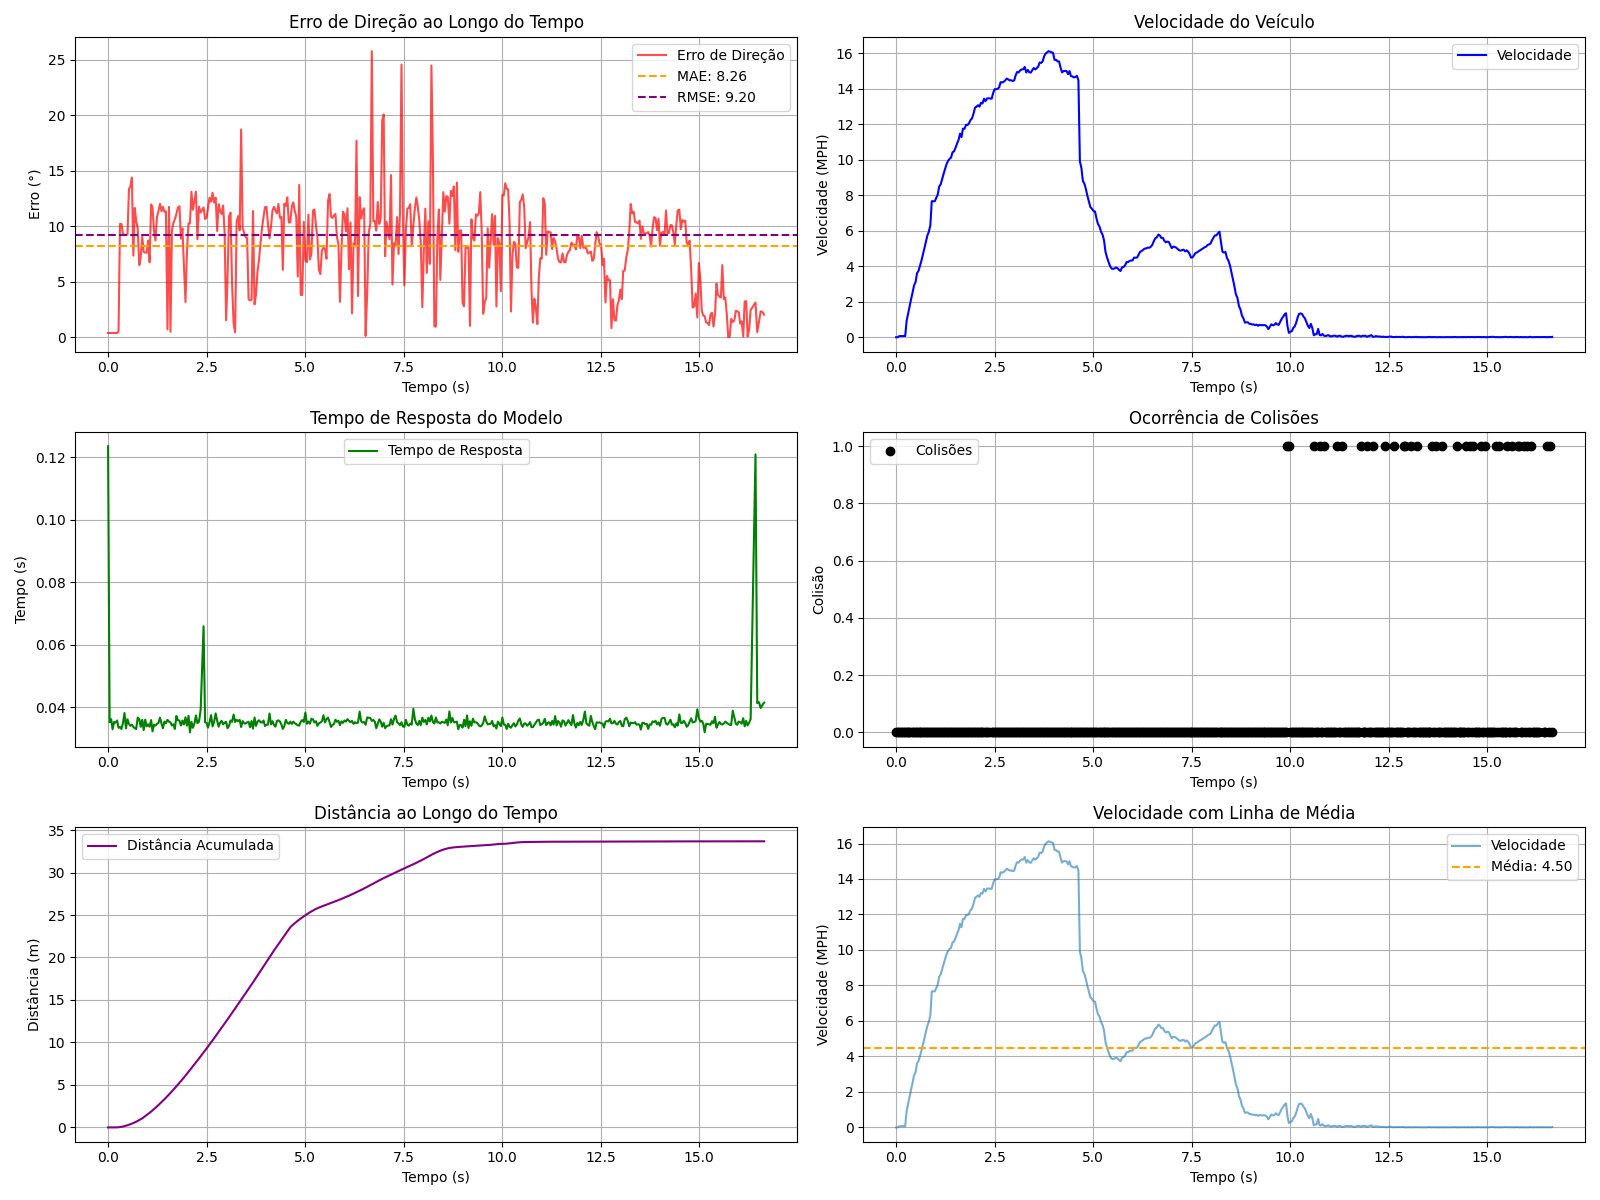 Erro de Direção ao Longo do Tempo
Erro de Direção
MAE: 8.26
RMSE: 9.20
25
20
15
10
5
0
Erro (°)
0.0 2.5 5.0 7.5 10.0 12.5 15.0
Tempo (s)
Velocidade do Veículo
Velocidade
16
14
12
10
8
6
4
2
0
Velocidade (MPH)
0.0 2.5 5.0 7.5 10.0 12.5 15.0
Tempo (s)
Tempo de Resposta do Modelo
Tempo de Resposta
0.12
0.10
0.08
0.06
0.04
Tempo (s)
0.0 2.5 5.0 7.5 10.0 12.5 15.0
Tempo (s)
Ocorrência de Colisões
Colisões
1.0
0.8
0.6
0.4
0.2
0.0
Colisão
0.0 2.5 5.0 7.5 10.0 12.5 15.0
Tempo (s)
Distância ao Longo do Tempo
Distância Acumulada
35
30
25
20
15
10
5
0
Distância (m)
0.0 2.5 5.0 7.5 10.0 12.5 15.0
Tempo (s)
Velocidade com Linha de Média
Velocidade
Média: 4.50
16
14
12
10
8
6
4
2
0
Velocidade (MPH)
0.0 2.5 5.0 7.5 10.0 12.5 15.0
Tempo (s)